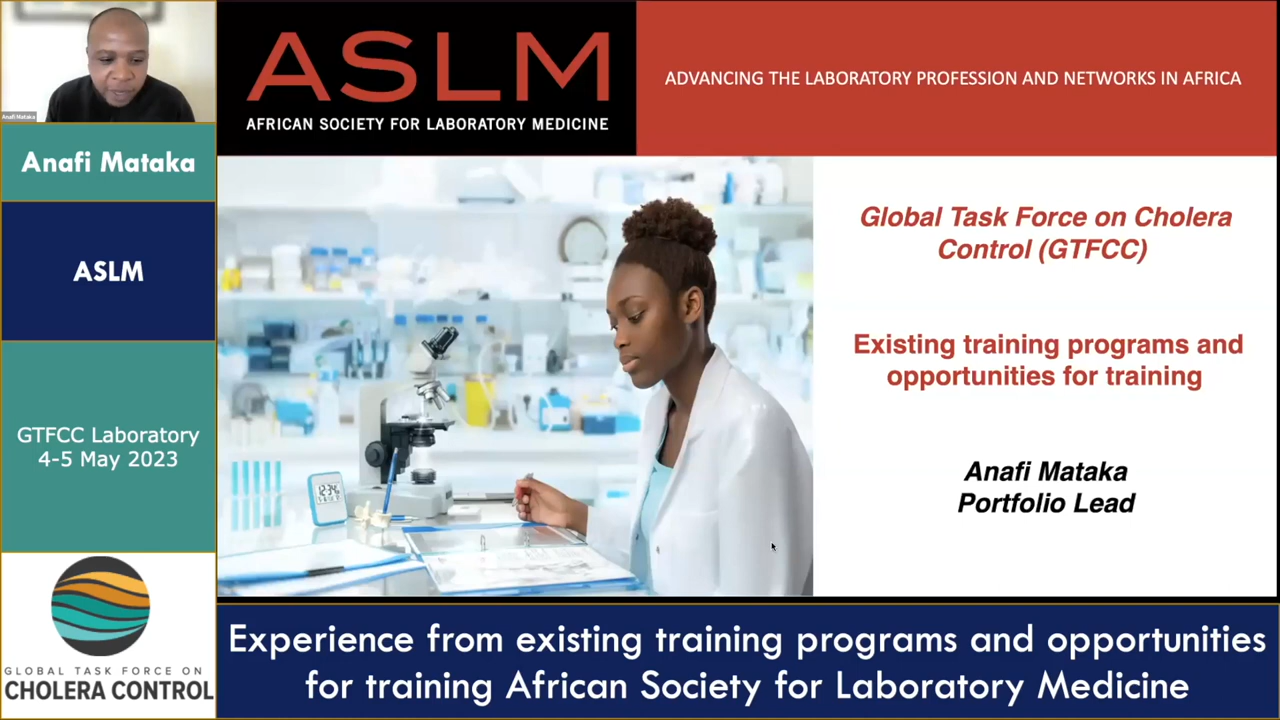 Anafi Mataka
Anafi Mataka
ASLM
GTFCC Laboratory
4-5 May 2023
GLOBAL TASK FORCE ON
CHOLERA CONTROL
ASLM
AFRICAN SOCIETY FOR LABORATORY MEDICINE
ADVANCING THE LABORATORY PROFESSION AND NETWORKS IN AFRICA
Global Task Force on Cholera
Control (GTFCC)
Existing training programs and
opportunities for training
Anafi Mataka
Portfolio Lead
Experience from existing training programs and opportunities
for training African Society for Laboratory Medicine